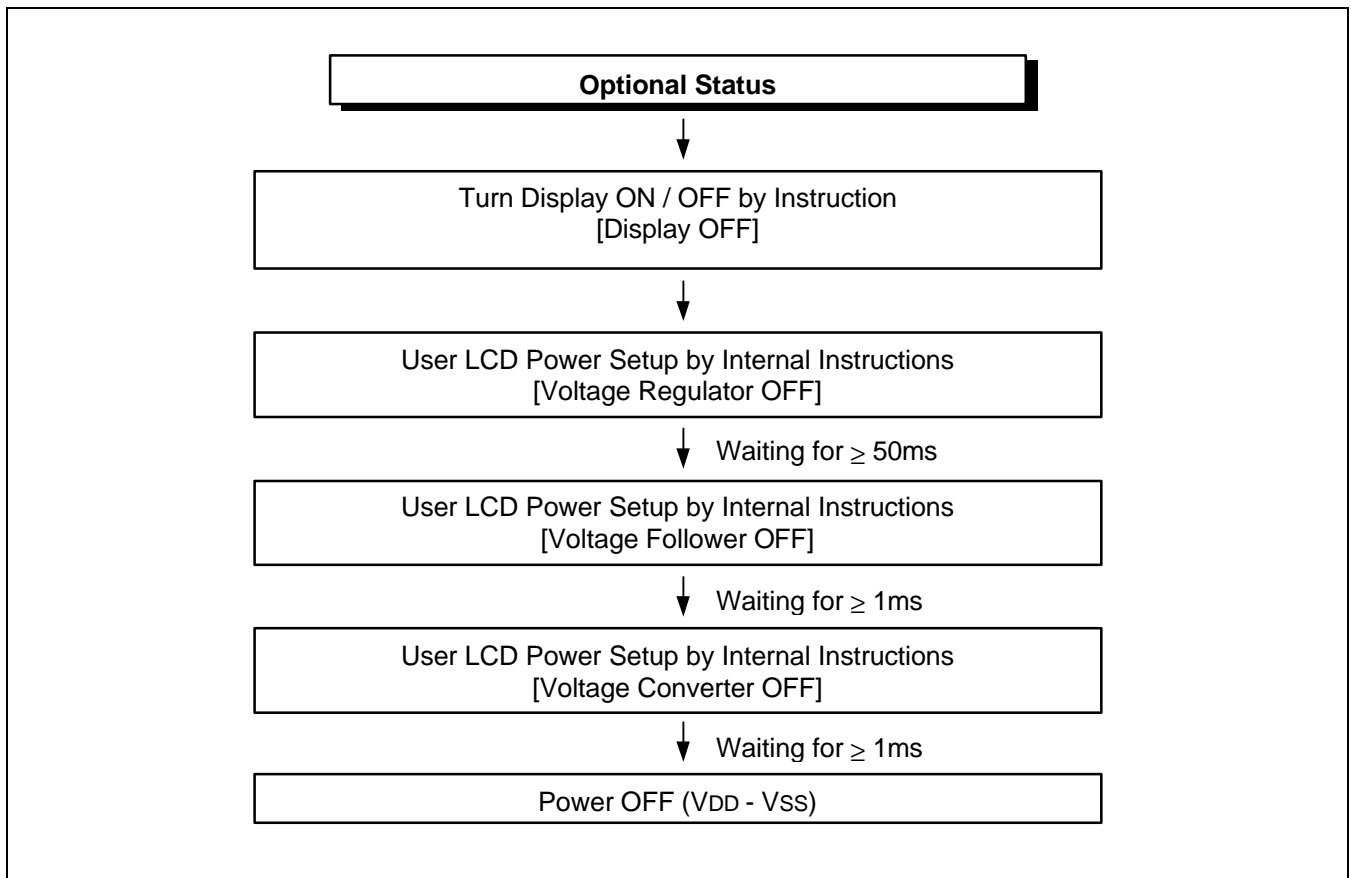 Optional Status
Turn Display ON / OFF by Instruction
[Display OFF]
User LCD Power Setup by Internal Instructions
[Voltage Regulator OFF]
Waiting for ≥ 50ms
User LCD Power Setup by Internal Instructions
[Voltage Follower OFF]
Waiting for ≥ 1ms
User LCD Power Setup by Internal Instructions
[Voltage Converter OFF]
Waiting for ≥ 1ms
Power OFF (VDD - VSS)